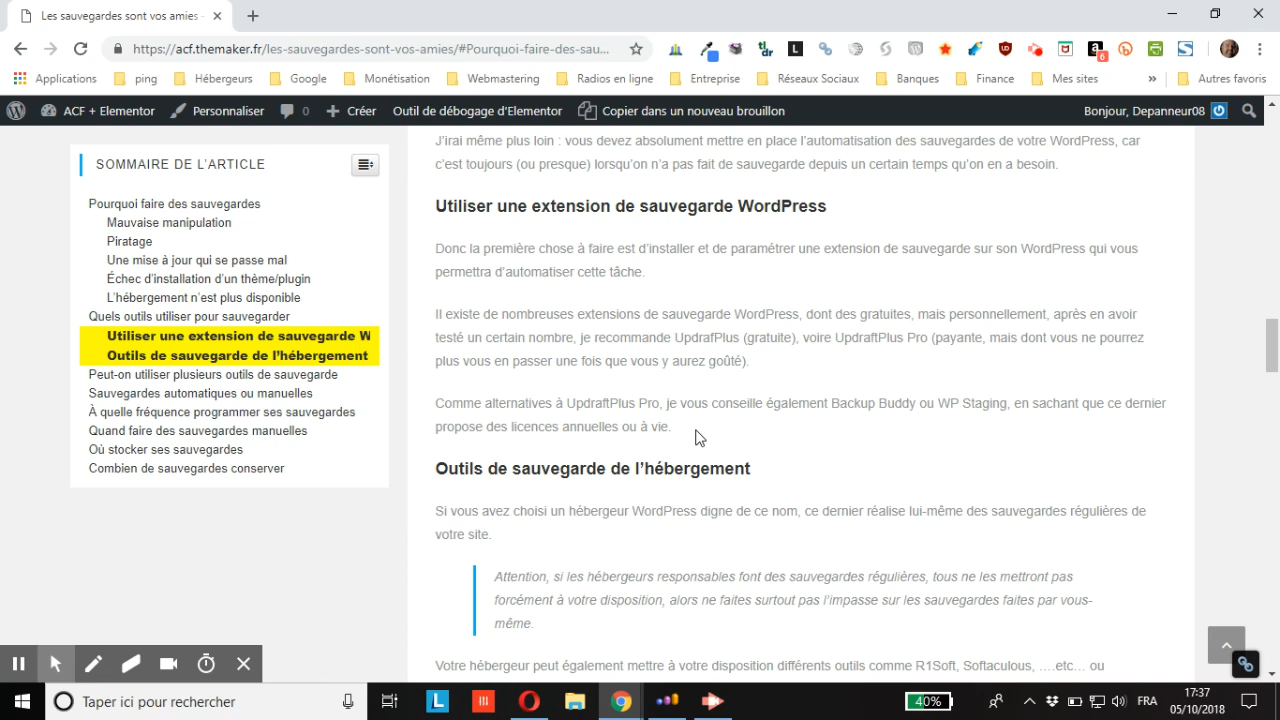 Les sauvegardes sont vos amies -
https://acf.themaker.fr/les-sauvegardes-sont-vos-amies/#Pourquoi-faire-des-sau...
Applications
ping
Hébergeurs
Google
Monétisation
Webmastering
Radios en ligne
Entreprise
Réseaux Sociaux
Banques
Finance
Mes sites
»
Autres favoris
ACF + Elementor
Personnaliser
0
Créer
Outil de débogage d'Elementor
Copier dans un nouveau brouillon
Bonjour, Depanneur08
SOMMAIRE DE L'ARTICLE
Pourquoi faire des sauvegardes
Mauvaise manipulation
Piratage
Une mise à jour qui se passe mal
Échec d'installation d'un thème/plugin
L'hébergement n'est plus disponible
Quels outils utiliser pour sauvegarder
Utiliser une extension de sauvegarde W
Outils de sauvegarde de l'hébergement
Peut-on utiliser plusieurs outils de sauvegarde
Sauvegardes automatiques ou manuelles
À quelle fréquence programmer ses sauvegardes
Quand faire des sauvegardes manuelles
Où stocker ses sauvegardes
Combien de sauvegardes conserver
J'irai même plus loin : vous devez absolument mettre en place l'automatisation des sauvegardes de votre WordPress, car
c'est toujours (ou presque) lorsqu'on n'a pas fait de sauvegarde depuis un certain temps qu'on en a besoin.
Utiliser une extension de sauvegarde WordPress
Donc la première chose à faire est d'installer et de paramétrer une extension de sauvegarde sur son WordPress qui vous
permettra d'automatiser cette tâche.
Il existe de nombreuses extensions de sauvegarde WordPress, dont des gratuites, mais personnellement, après en avoir
testé un certain nombre, je recommande UpdrafPlus (gratuite), voire UpdraftPlus Pro (payante, mais dont vous ne pourrez
plus vous en passer une fois que vous y aurez goûté).
Comme alternatives à UpdraftPlus Pro, je vous conseille également Backup Buddy ou WP Staging, en sachant que ce dernier
propose des licences annuelles ou à vie.
Outils de sauvegarde de l'hébergement
Si vous avez choisi un hébergeur WordPress digne de ce nom, ce dernier réalise lui-même des sauvegardes régulières de
votre site.
Attention, si les hébergeurs responsables font des sauvegardes régulières, tous ne les mettront pas
forcément à votre disposition, alors ne faites surtout pas l'impasse sur les sauvegardes faites par vous-
même.
Votre hébergeur peut également mettre à votre disposition différents outils comme R1Soft, Softaculous, ….etc… ou
Taper ici pour rechercher
40%
FRA
17:37
05/10/2018